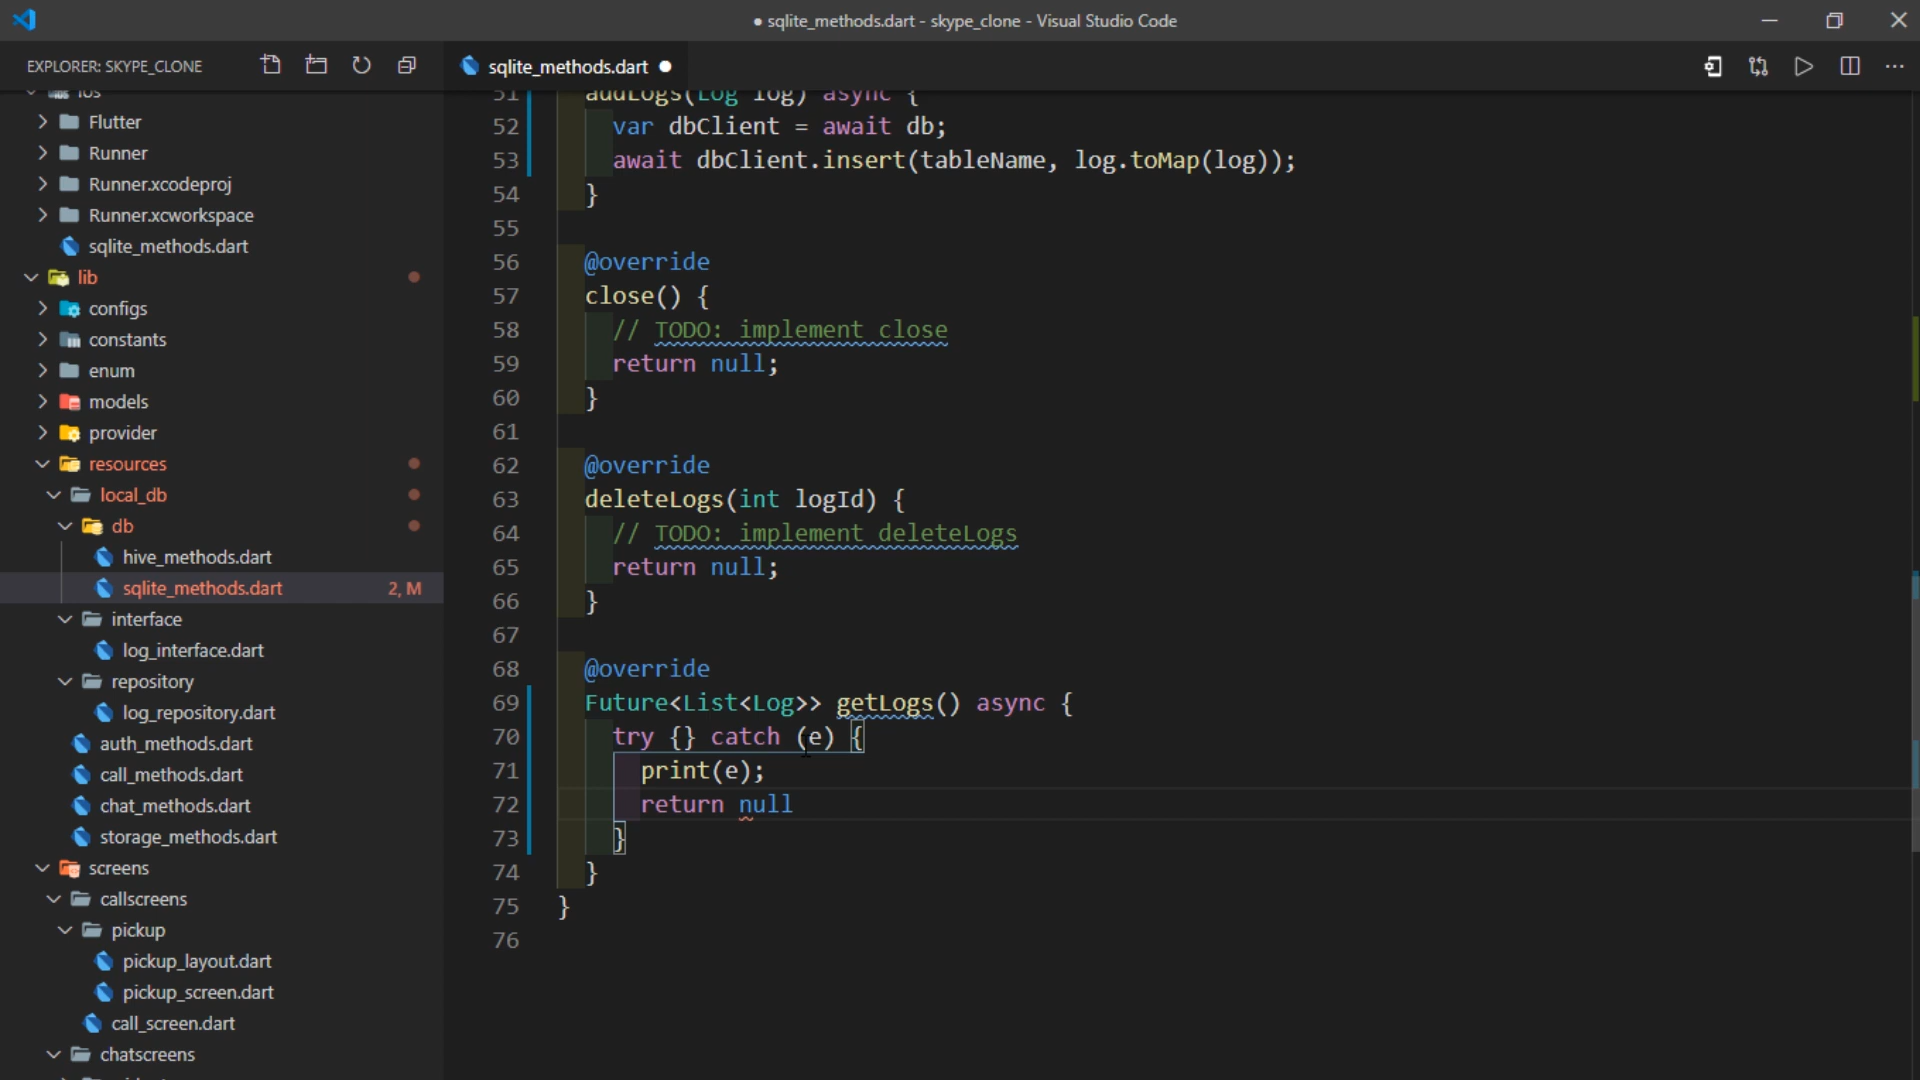 ● sqlite_methods.dart - skype_clone - Visual Studio Code
EXPLORER: SKYPE_CLONE
sqlite_methods.dart
ios
Flutter
Runner
Runner.xcodeproj
Runner.xcworkspace
sqlite_methods.dart
lib
configs
constants
enum
models
provider
resources
local_db
db
hive_methods.dart
sqlite_methods.dart 2, M
interface
log_interface.dart
repository
log_repository.dart
auth_methods.dart
call_methods.dart
chat_methods.dart
storage_methods.dart
screens
callscreens
pickup
pickup_layout.dart
pickup_screen.dart
call_screen.dart
chatscreens
51 addLogs(Log log) async {
52 var dbClient = await db;
53 await dbClient.insert(tableName, log.toMap(log));
54 }
55
56 @override
57 close() {
58 // TODO: implement close
59 return null;
60 }
61
62 @override
63 deleteLogs(int logId) {
64 // TODO: implement deleteLogs
65 return null;
66 }
67
68 @override
69 Future<List<Log>> getLogs() async {
70 try {} catch (e) {
71 print(e);
72 return null
73 }
74 }
75 }
76